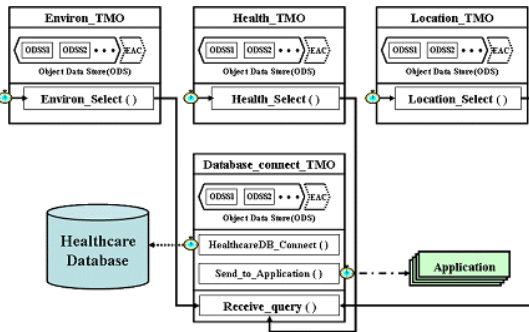 Environ_TMO
ODSS1 ODSS2 • • • EAC
Object Data Store(ODS)
Environ_Select ( )
Health_TMO
ODSS1 ODSS2 • • • EAC
Object Data Store(ODS)
Health_Select ( )
Location_TMO
ODSS1 ODSS2 • • • EAC
Object Data Store(ODS)
Location_Select ( )
Database_connect_TMO
ODSS1 ODSS2 • • • EAC
Object Data Store(ODS)
HealthcareDB_Connect ( )
Send_to_Application ( )
Receive_query ( )
Healthcare
Database
Application